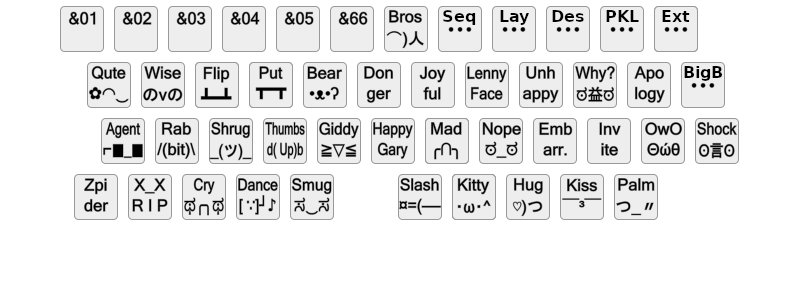 &01 &02 &03 &04 &05 &66 Bros Seq Lay Des PKL Ext
⌒)人 ••• ••• ••• ••• •••
Qute Wise Flip Put Bear Don Joy Lenny Unh Why? Apo BigB
✿◠‿ のvの ┻━┻ ┳━┳ •ᴥ•ʔ ger ful Face appy ಠ益ಠ logy •••
Agent Rab Shrug Thumbs Giddy Happy Mad Nope Emb Inv OwO Shock
⌐■_■ /(bit)\ _(ツ)_ d( Up)b ≧▽≦ Gary ╭∩╮ ಠ_ಠ arr. ite Θώθ ʘ言ʘ
Zpi X_X Cry Dance Smug Slash Kitty Hug Kiss Palm
der R I P ಥ╭╮ಥ [ ∵]┘♪ ಸ‿ಸ ¤=(— ･ω･^ ♡)つ ￣³￣ つ_〃